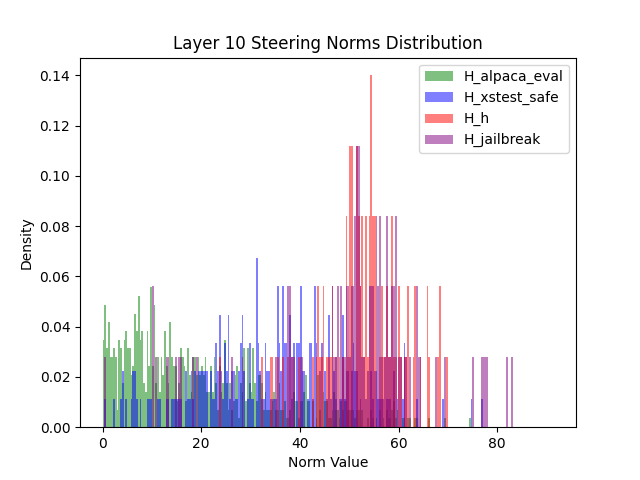 Layer 10 Steering Norms Distribution
H_alpaca_eval
H_xstest_safe
H_h
H_jailbreak
0.14
0.12
0.10
0.08
0.06
0.04
0.02
0.00
Density
0 20 40 60 80
Norm Value